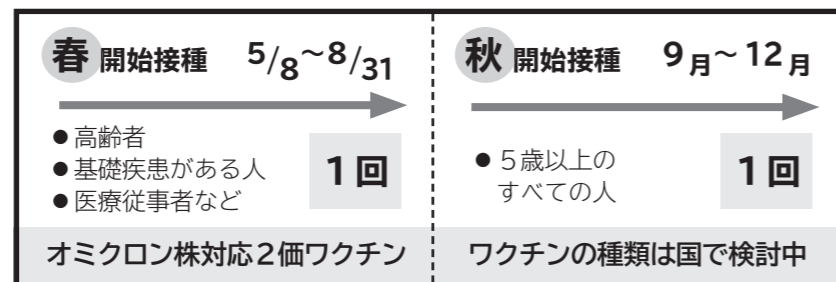 春開始接種 5/8～8/31
●高齢者
●基礎疾患がある人
●医療従事者など
1回
オミクロン株対応2価ワクチン
秋開始接種 9月～12月
●5歳以上の
すべての人
1回
ワクチンの種類は国で検討中